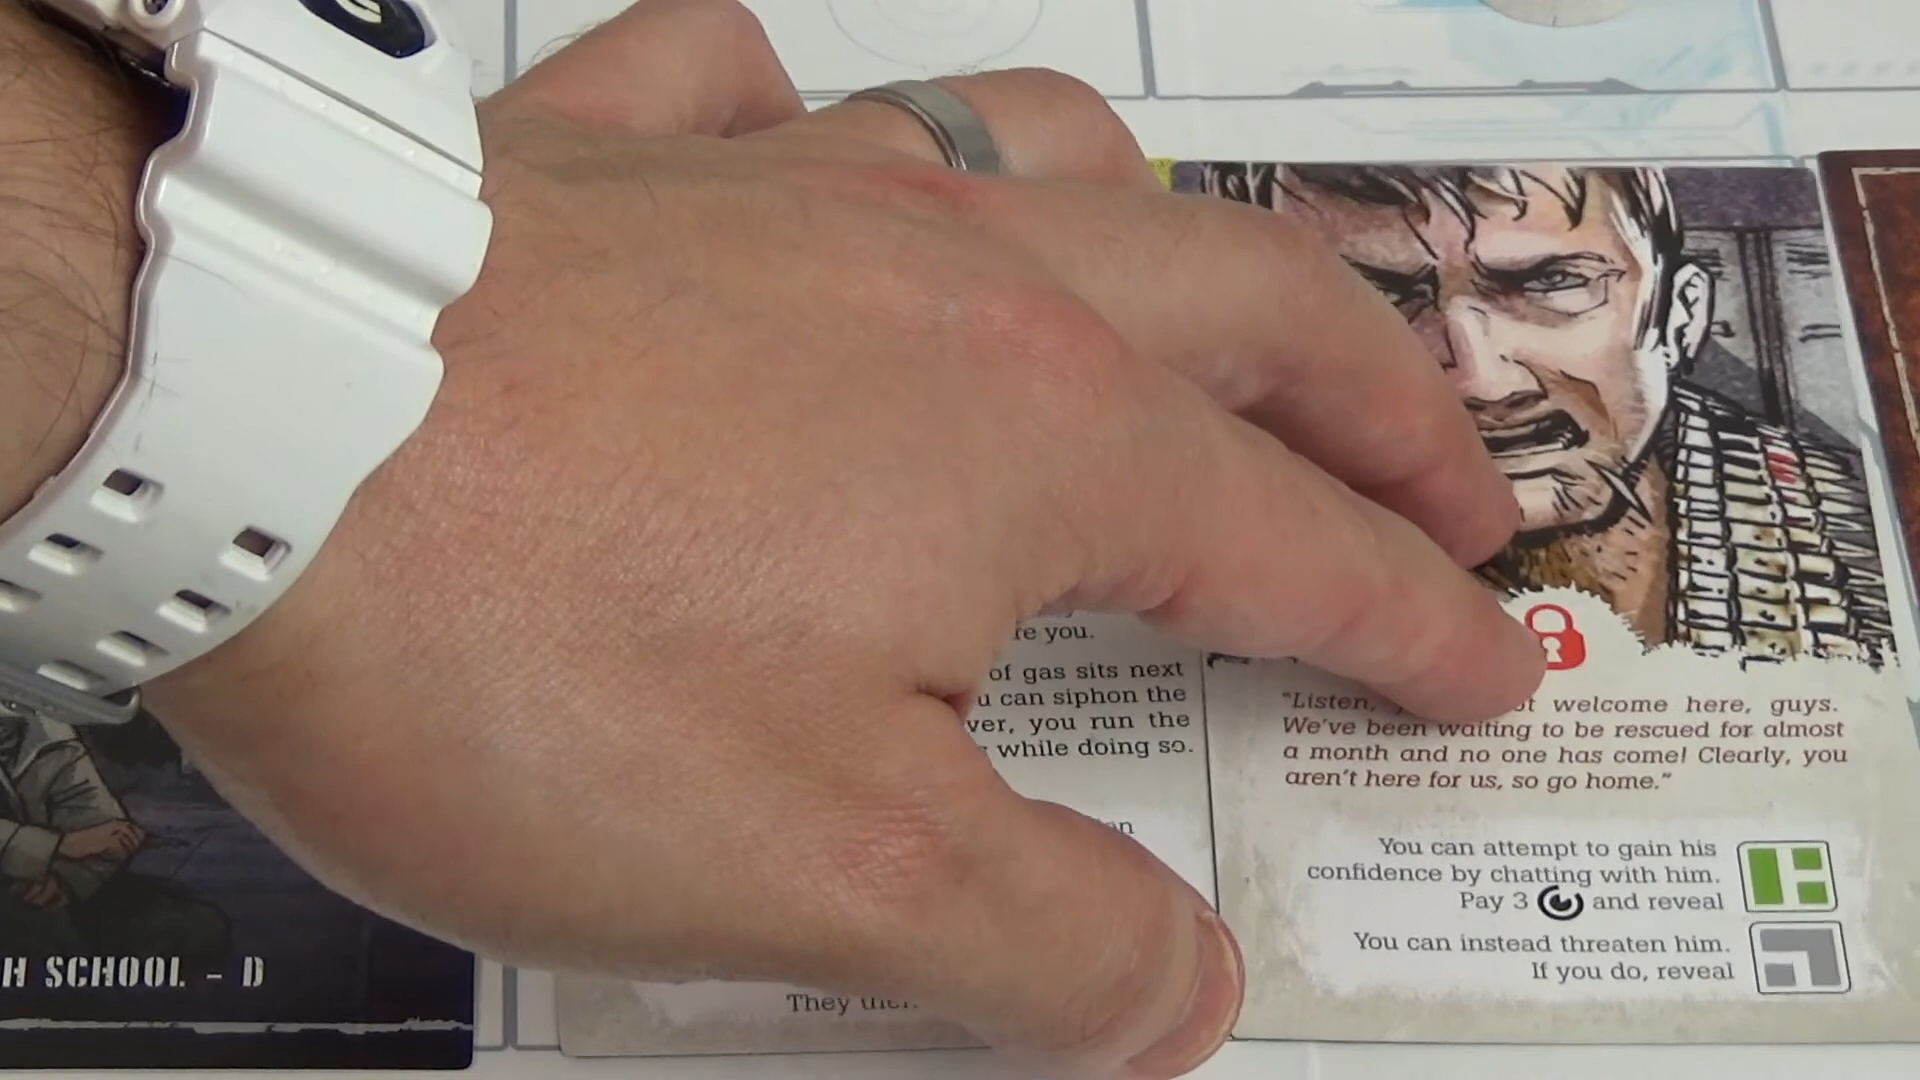 re you.
of gas sits next
u can siphon the
ver, you run the
while doing so.
They
"Listen, welcome here, guys.
We've been waiting to be rescued for almost
a month and no one has come! Clearly, you
aren't here for us, so go home."
You can attempt to gain his
confidence by chatting with him.
Pay 3 and reveal
You can instead threaten him.
If you do, reveal
H SCHOOL - D